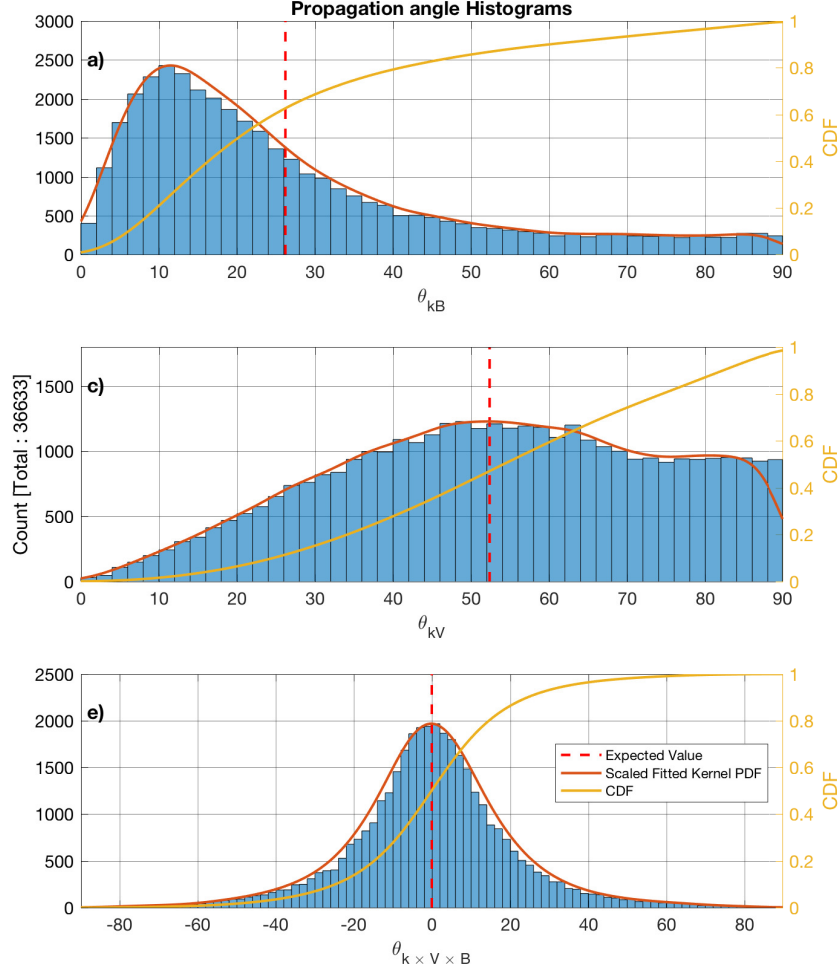 Propagation angle Histograms
a)
3000
2500
2000
1500
1000
500
0
0 10 20 30 40 50 60 70 80 90
θkB
1
0.8
0.6
0.4
0.2
0
CDF
c)
Count [Total : 36633]
1500
1000
500
0
0 10 20 30 40 50 60 70 80 90
θkV
1
0.8
0.6
0.4
0.2
0
CDF
e)
2500
2000
1500
1000
500
0
-80 -60 -40 -20 0 20 40 60 80
θk × V × B
1
0.8
0.6
0.4
0.2
0
CDF
Expected Value
Scaled Fitted Kernel PDF
CDF